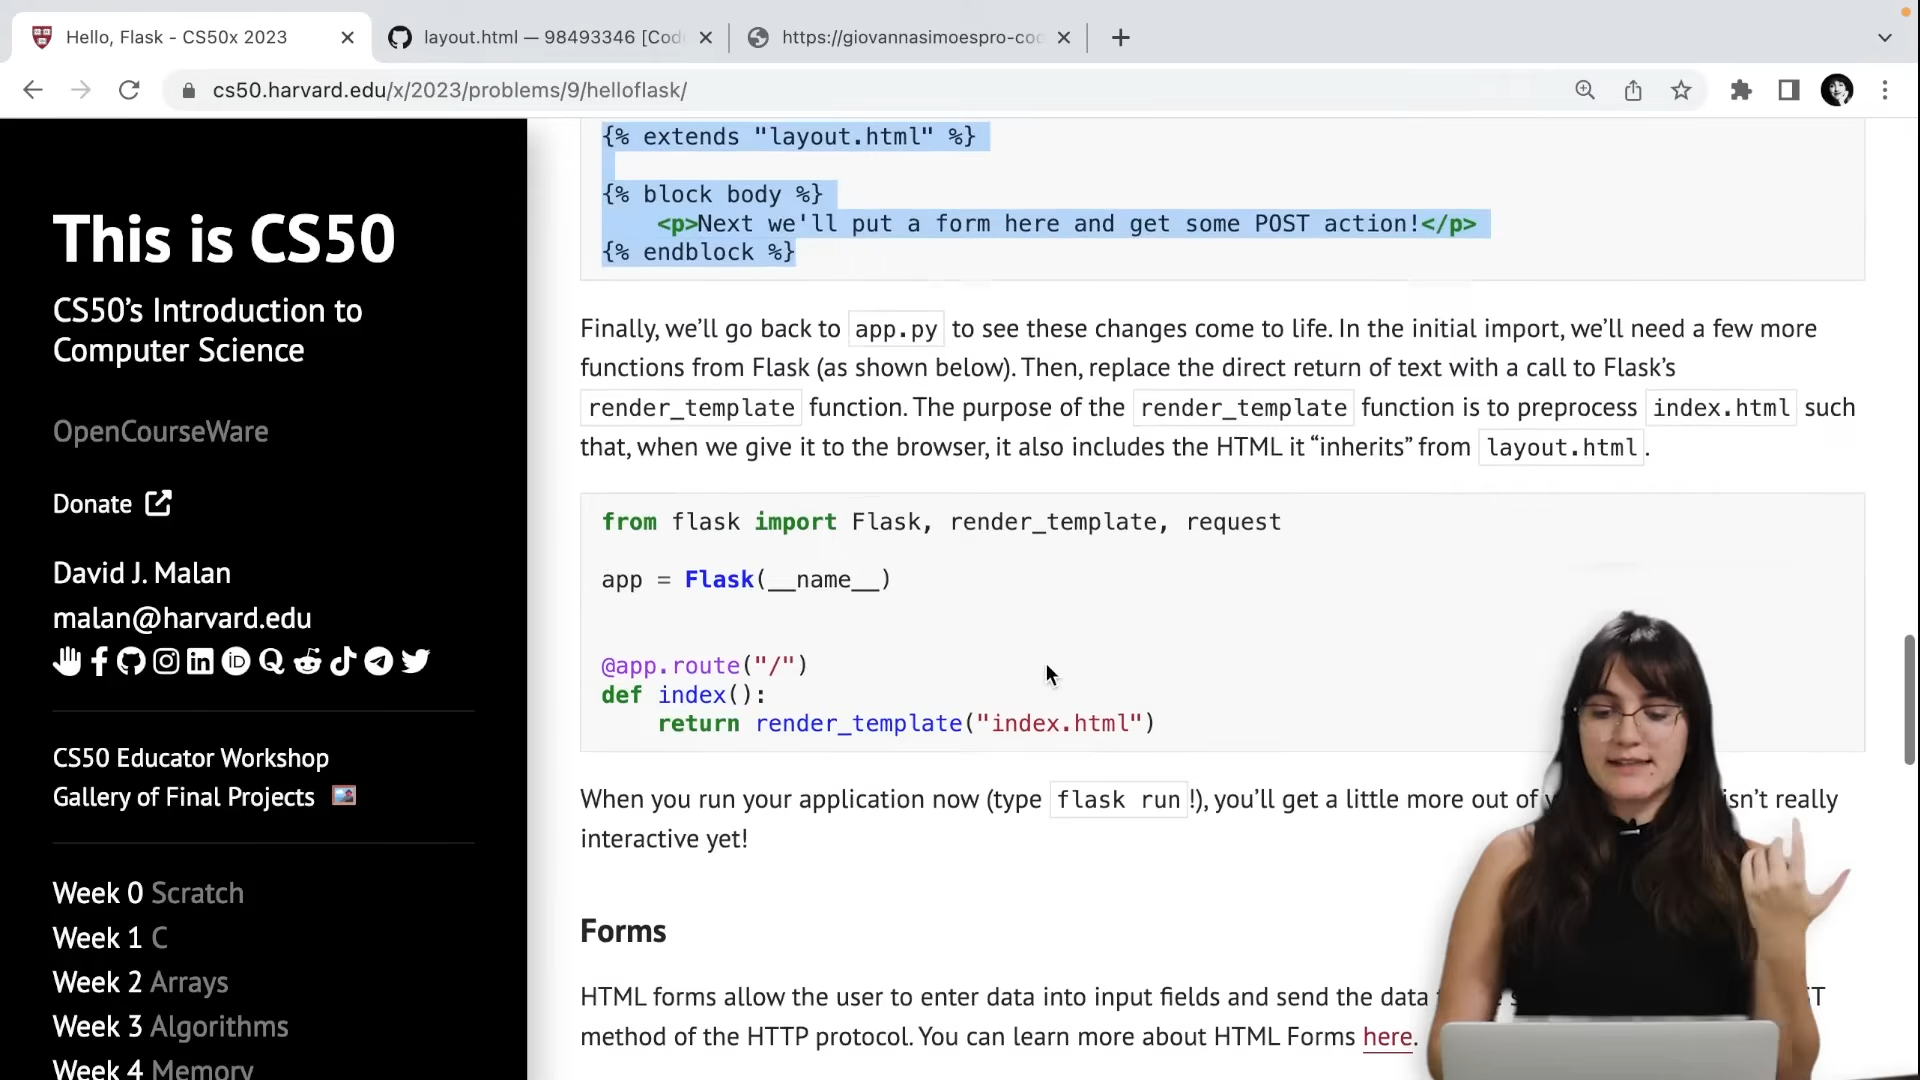 Hello, Flask - CS50x 2023
layout.html — 98493346 [Cod
https://giovannasimoespro-co
cs50.harvard.edu/x/2023/problems/9/helloflask/
This is CS50
CS50’s Introduction to
Computer Science
OpenCourseWare
Donate
David J. Malan
malan@harvard.edu
CS50 Educator Workshop
Gallery of Final Projects
Week 0 Scratch
Week 1 C
Week 2 Arrays
Week 3 Algorithms
Week 4 Memory
{% extends "layout.html" %}
{% block body %}
<p>Next we'll put a form here and get some POST action!</p>
{% endblock %}
Finally, we’ll go back to app.py to see these changes come to life. In the initial import, we’ll need a few more
functions from Flask (as shown below). Then, replace the direct return of text with a call to Flask’s
render_template function. The purpose of the render_template function is to preprocess index.html such
that, when we give it to the browser, it also includes the HTML it “inherits” from layout.html.
from flask import Flask, render_template, request
app = Flask(__name__)
@app.route("/")
def index():
return render_template("index.html")
When you run your application now (type flask run!), you’ll get a little more out of isn’t really
interactive yet!
Forms
HTML forms allow the user to enter data into input fields and send the data
method of the HTTP protocol. You can learn more about HTML Forms here.